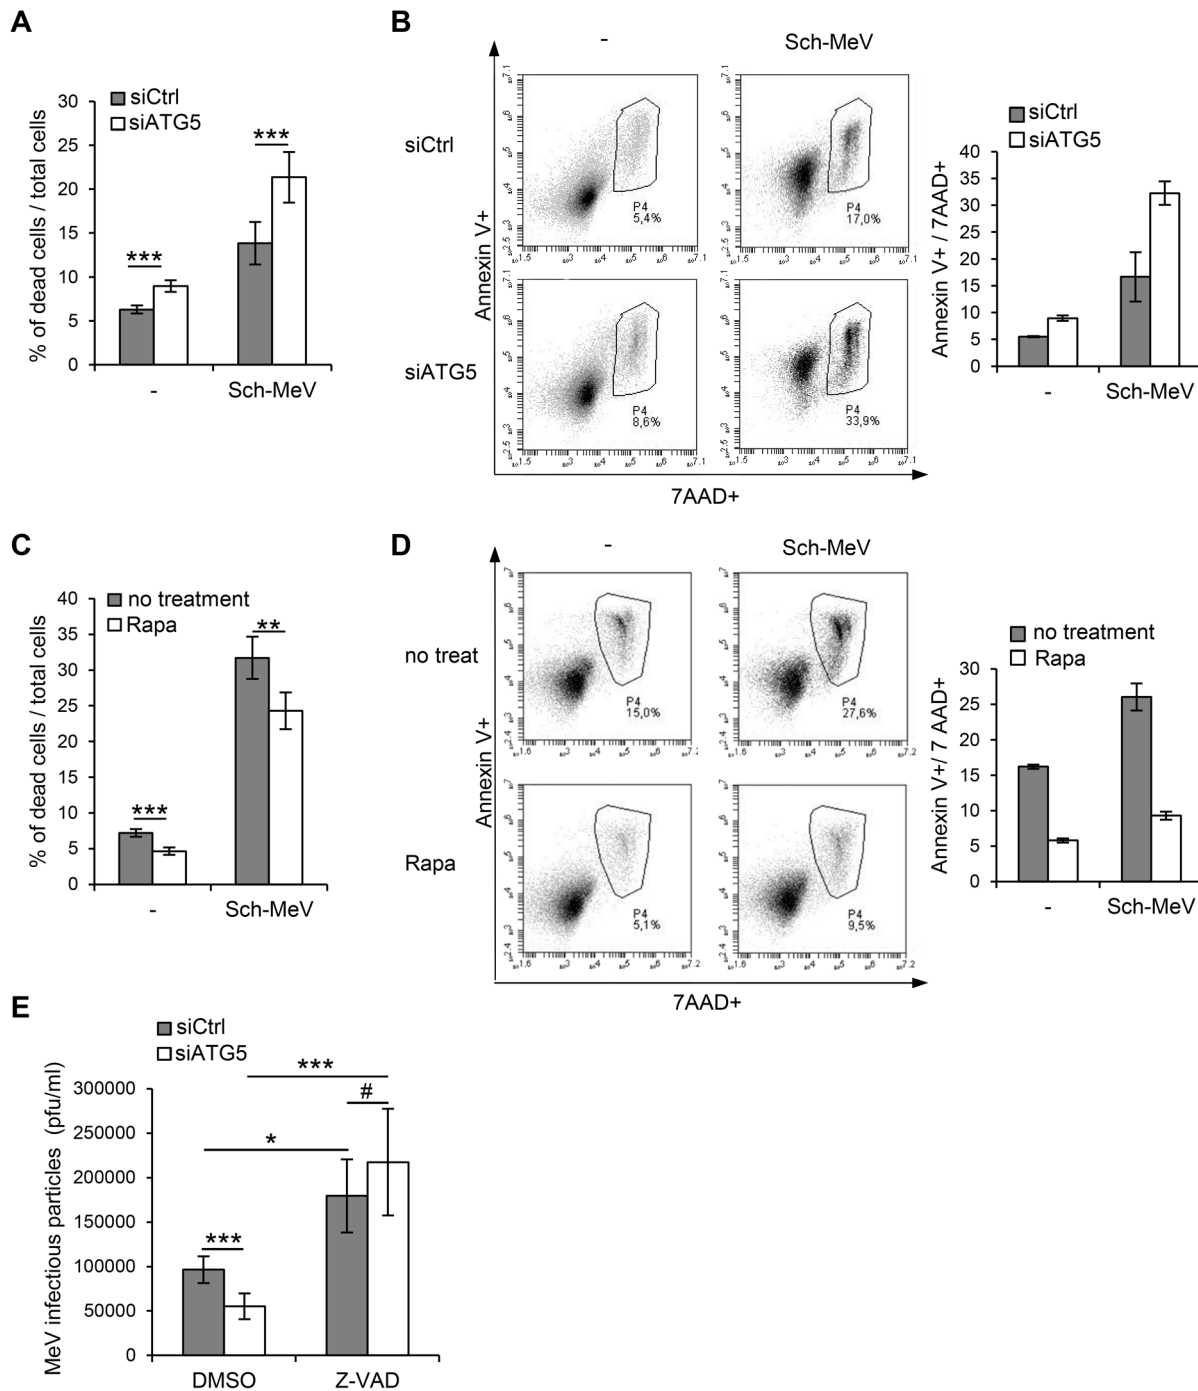 A
siCtrl
siATG5
% of dead cells / total cells
30
25
20
15
10
5
0
***
***
-
Sch-MeV
B
-
Sch-MeV
siCtrl
siATG5
Annexin V+
7AAD+
P4
5,4%
P4
17,0%
P4
8,6%
P4
33,9%
siCtrl
siATG5
Annexin V+ / 7AAD+
40
35
30
25
20
15
10
5
0
-
Sch-MeV
C
no treatment
Rapa
% of dead cells / total cells
40
35
30
25
20
15
10
5
0
***
**
-
Sch-MeV
D
-
Sch-MeV
no treat
Rapa
Annexin V+
7AAD+
P4
15,0%
P4
27,6%
P4
5,1%
P4
9,5%
no treatment
Rapa
Annexin V+/ 7 AAD+
30
25
20
15
10
5
0
-
Sch-MeV
E
siCtrl
siATG5
MeV infectious particles (pfu/ml)
300000
250000
200000
150000
100000
50000
0
***
*
***
#
DMSO
Z-VAD